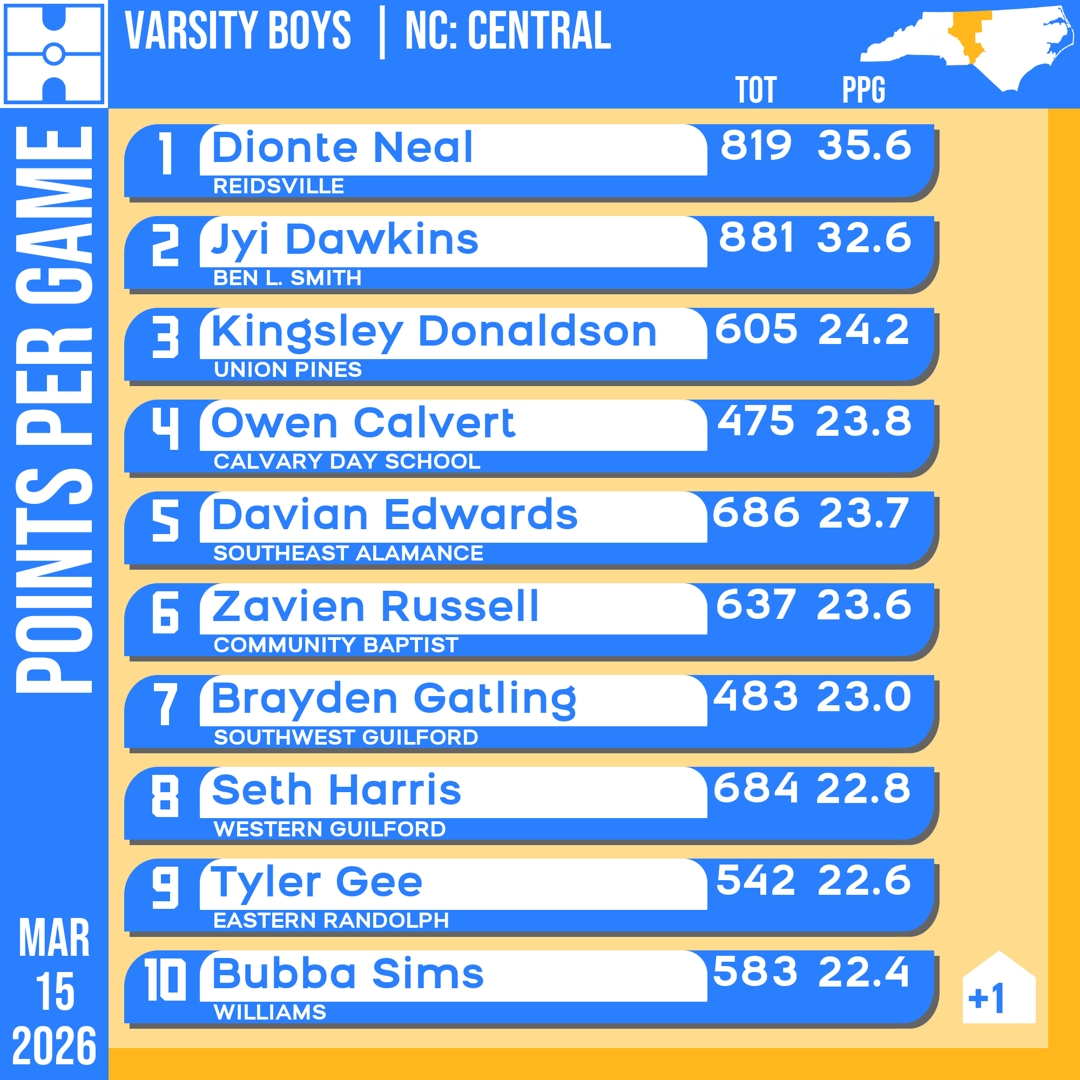 VARSITY BOYS | NC: CENTRAL
TOT PPG
POINTS PER GAME
1 Dionte Neal 819 35.6
REIDSVILLE
2 Jyi Dawkins 881 32.6
BEN L. SMITH
3 Kingsley Donaldson 605 24.2
UNION PINES
4 Owen Calvert 475 23.8
CALVARY DAY SCHOOL
5 Davian Edwards 686 23.7
SOUTHEAST ALAMANCE
6 Zavien Russell 637 23.6
COMMUNITY BAPTIST
7 Brayden Gatling 483 23.0
SOUTHWEST GUILFORD
8 Seth Harris 684 22.8
WESTERN GUILFORD
9 Tyler Gee 542 22.6
EASTERN RANDOLPH
10 Bubba Sims 583 22.4
WILLIAMS
+1
MAR
15
2026